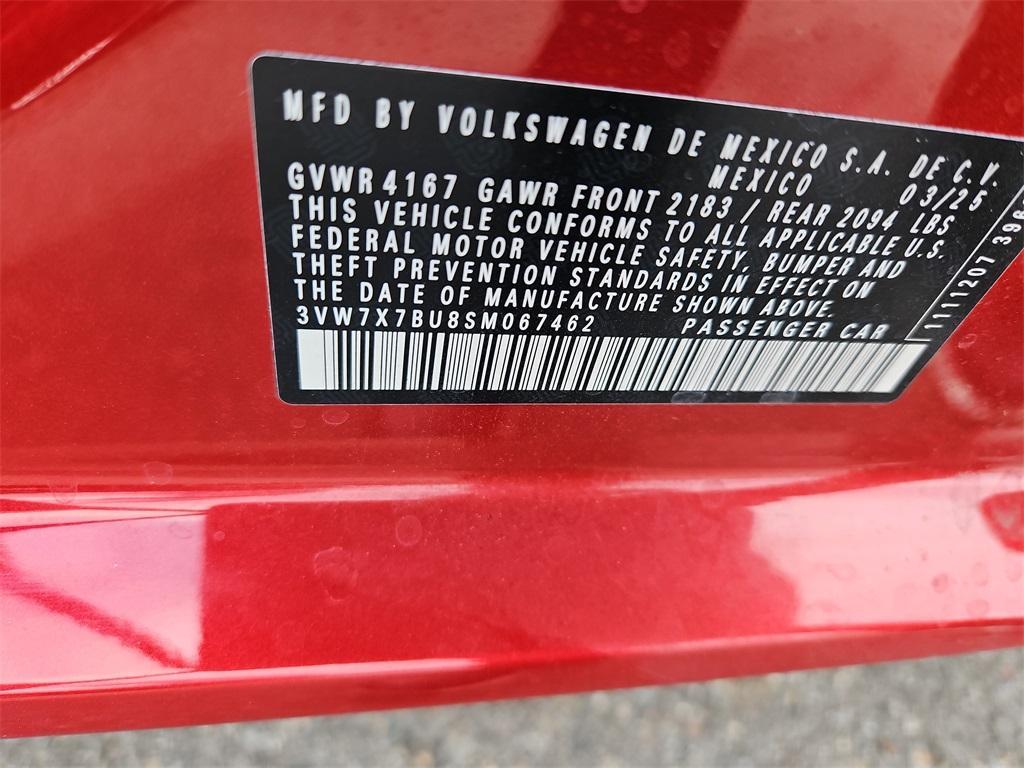 MFD BY VOLKSWAGEN DE MEXICO S.A. DE C.V.
MEXICO 03/25
GVWR 4167 GAWR FRONT 2183 / REAR 2094 LBS
THIS VEHICLE CONFORMS TO ALL APPLICABLE U.S.
FEDERAL MOTOR VEHICLE SAFETY, BUMPER AND
THEFT PREVENTION STANDARDS IN EFFECT ON
THE DATE OF MANUFACTURE SHOWN ABOVE.
3VW7X7BU8SM067462 PASSENGER CAR
1111207